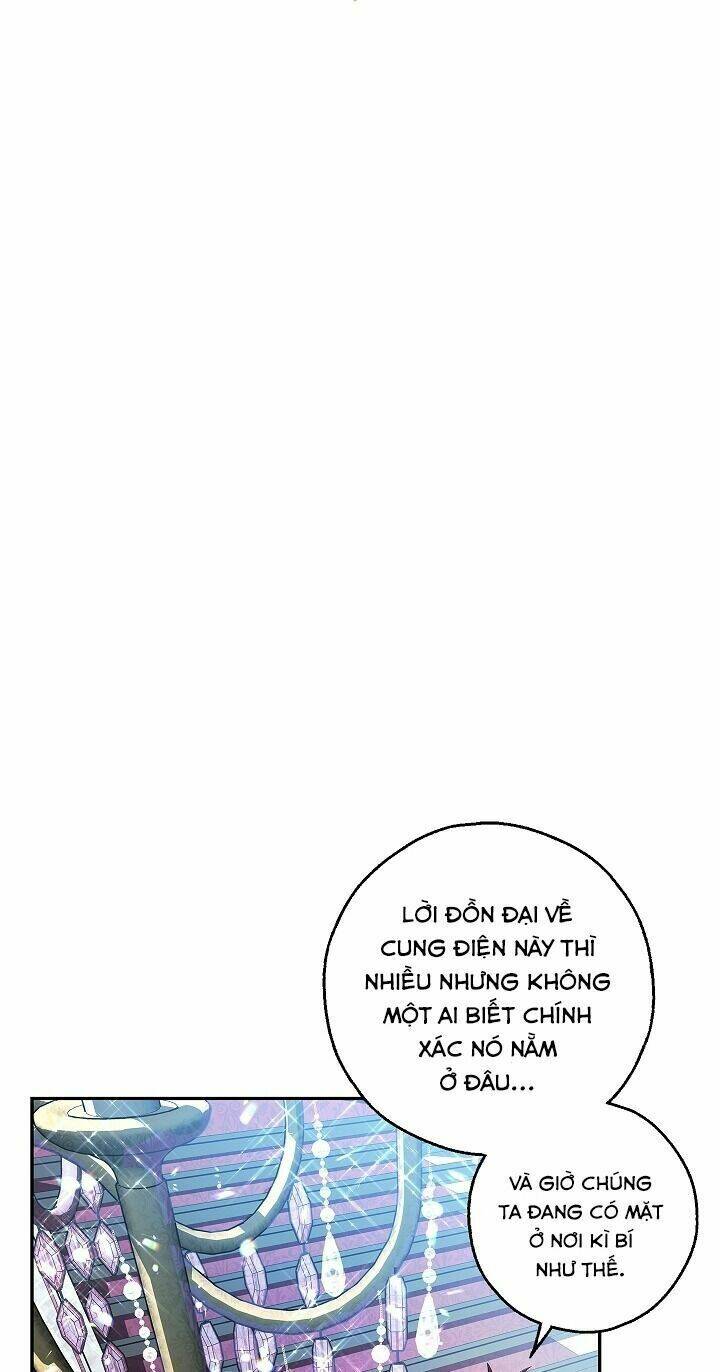 LỜI ĐỒN ĐẠI VỀ
CUNG ĐIỆN NÀY THÌ
NHIỀU NHƯNG KHÔNG
MỘT AI BIẾT CHÍNH
XÁC NÓ NẰM
Ở ĐÂU...
VÀ GIỜ CHÚNG
TA ĐANG CÓ MẶT
Ở NƠI KÌ BÍ
NHƯ THẾ.